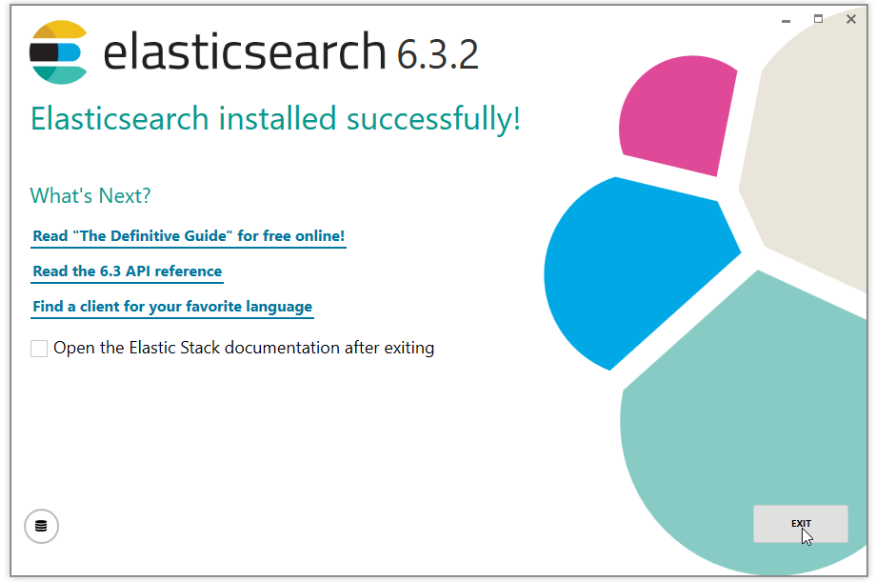 elasticsearch 6.3.2
Elasticsearch installed successfully!
What's Next?
Read "The Definitive Guide" for free online!
Read the 6.3 API reference
Find a client for your favorite language
Open the Elastic Stack documentation after exiting
EXIT